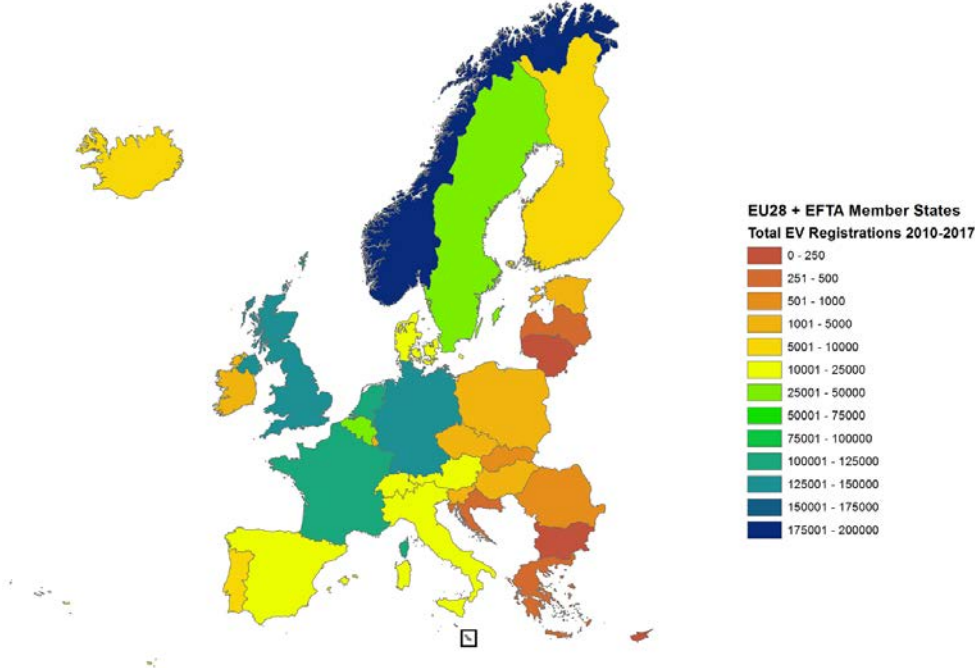 EU28 + EFTA Member States
Total EV Registrations 2010-2017
0 - 250
251 - 500
501 - 1000
1001 - 5000
5001 - 10000
10001 - 25000
25001 - 50000
50001 - 75000
75001 - 100000
100001 - 125000
125001 - 150000
150001 - 175000
175001 - 200000